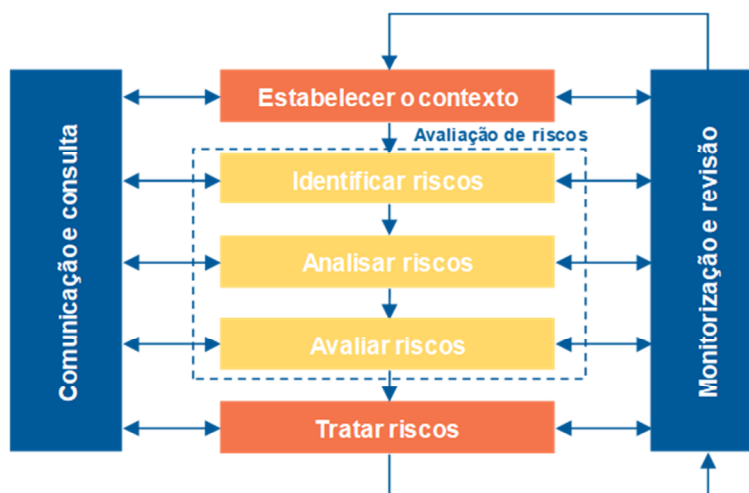 Estabelecer o contexto
Avaliação de riscos
Identificar riscos
Analisar riscos
Avaliar riscos
Tratar riscos
Comunicação e consulta
Monitorização e revisão